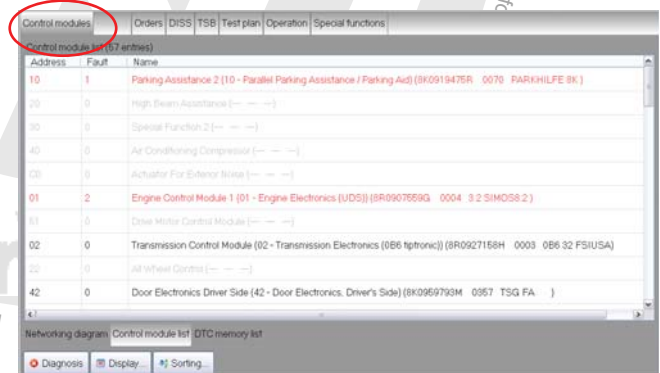 Control modules Orders DISS TSB Test plan Operation Special functions
Control module list (67 entries)
Address Fault Name
10 1 Parking Assistance 2 (10 - Parallel Parking Assistance / Parking Aid) (8K0919475R 0070 PARKHILFE 8K )
20 0 High Beam Assistance (--- --- ---)
30 0 Special Function 2 (--- --- ---)
40 0 Air Conditioning Compressor (--- --- ---)
C0 0 Actuator For Exterior Noise (--- --- ---)
01 2 Engine Control Module 1 (01 - Engine Electronics (UDS)) (8R0907559G 0004 3.2 SIMOS8.2 )
51 0 Drive Motor Control Module (--- --- ---)
02 0 Transmission Control Module (02 - Transmission Electronics (0B6 tiptronic)) (8R0927158H 0003 0B6 32 FSIUSA)
22 0 All Wheel Control (--- --- ---)
42 0 Door Electronics Driver Side (42 - Door Electronics, Driver's Side) (8K0959793M 0357 TSG FA )
Networking diagram Control module list DTC memory list
Diagnosis Display... Sorting...